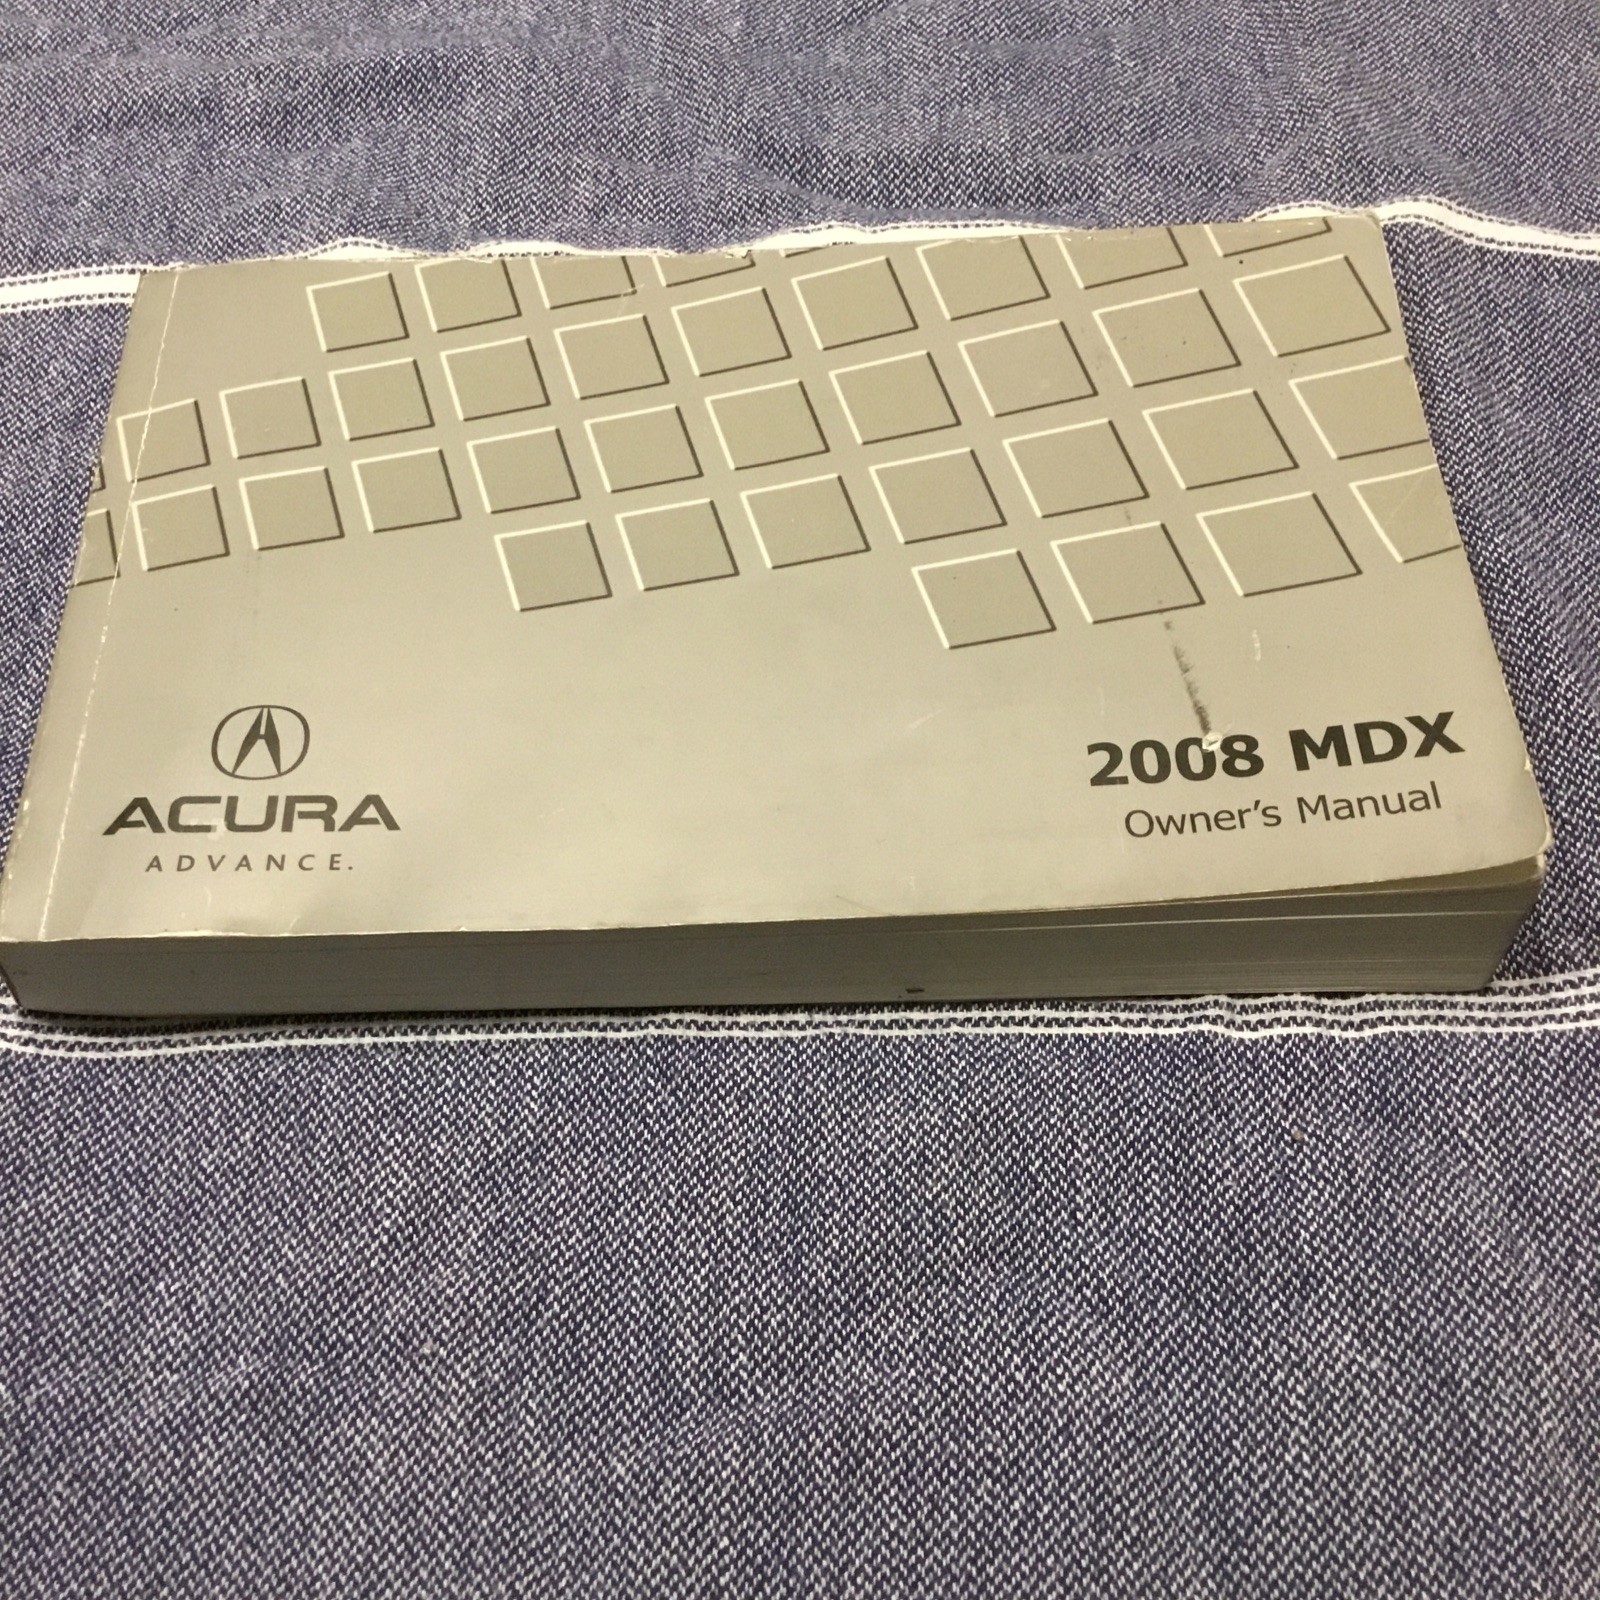 ACURA
ADVANCE.
2008 MDX
Owner's Manual